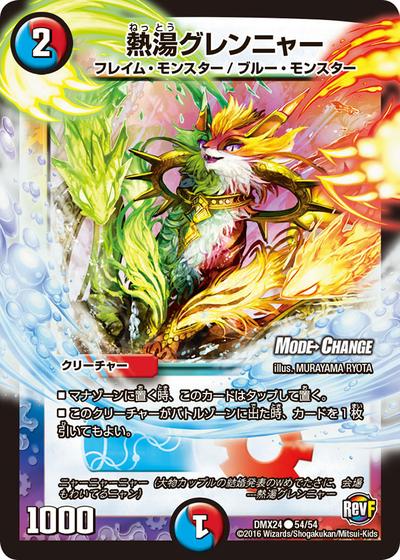 2
ねっとう
熱湯グレンニャー
フレイム・モンスター / ブルー・モンスター
MODE→CHANGE
illus. MURAYAMA RYOTA
クリーチャー
■ マナゾーンに置く時、このカードはタップして置く。
■ このクリーチャーがバトルゾーンに出た時、カードを1枚
引いてもよい。
ニャーニャーニャー (大物カップルの結婚発表のWめでたさに、会場
もわいてるニャン) ―熱湯グレンニャー
1000
1
RevF
DMX24 ● 54/54
©2016 Wizards/Shogakukan/Mitsui-Kids